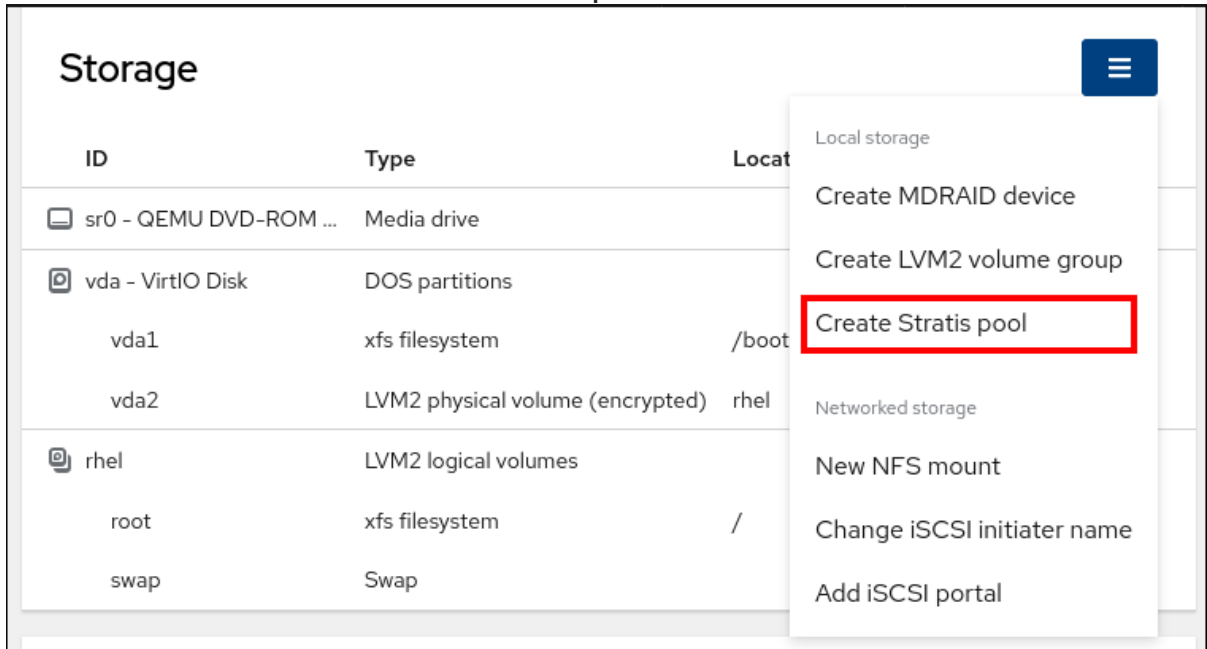 Storage
ID Type Locat
sr0 - QEMU DVD-ROM ... Media drive
vda - VirtIO Disk DOS partitions
vda1 xfs filesystem /boot
vda2 LVM2 physical volume (encrypted) rhel
rhel LVM2 logical volumes
root xfs filesystem /
swap Swap
Local storage
Create MDRAID device
Create LVM2 volume group
Create Stratis pool
Networked storage
New NFS mount
Change iSCSI initiater name
Add iSCSI portal